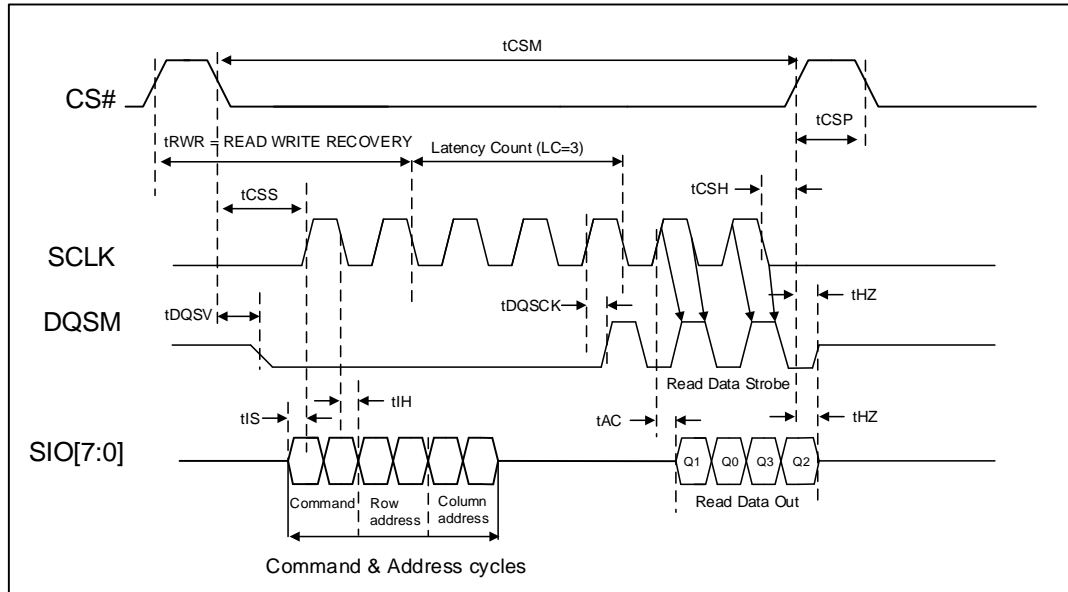 tCSM
CS#
tCSP
tRWR = READ WRITE RECOVERY
Latency Count (LC=3)
tCSH
tCSS
SCLK
tHZ
tDQSCK
tDQSV
DQSM
Read Data Strobe
tIH
tIS
tAC
tHZ
SIO[7:0]
Q1 Q0 Q3 Q2
Command
Row
address
Column
address
Read Data Out
Command & Address cycles